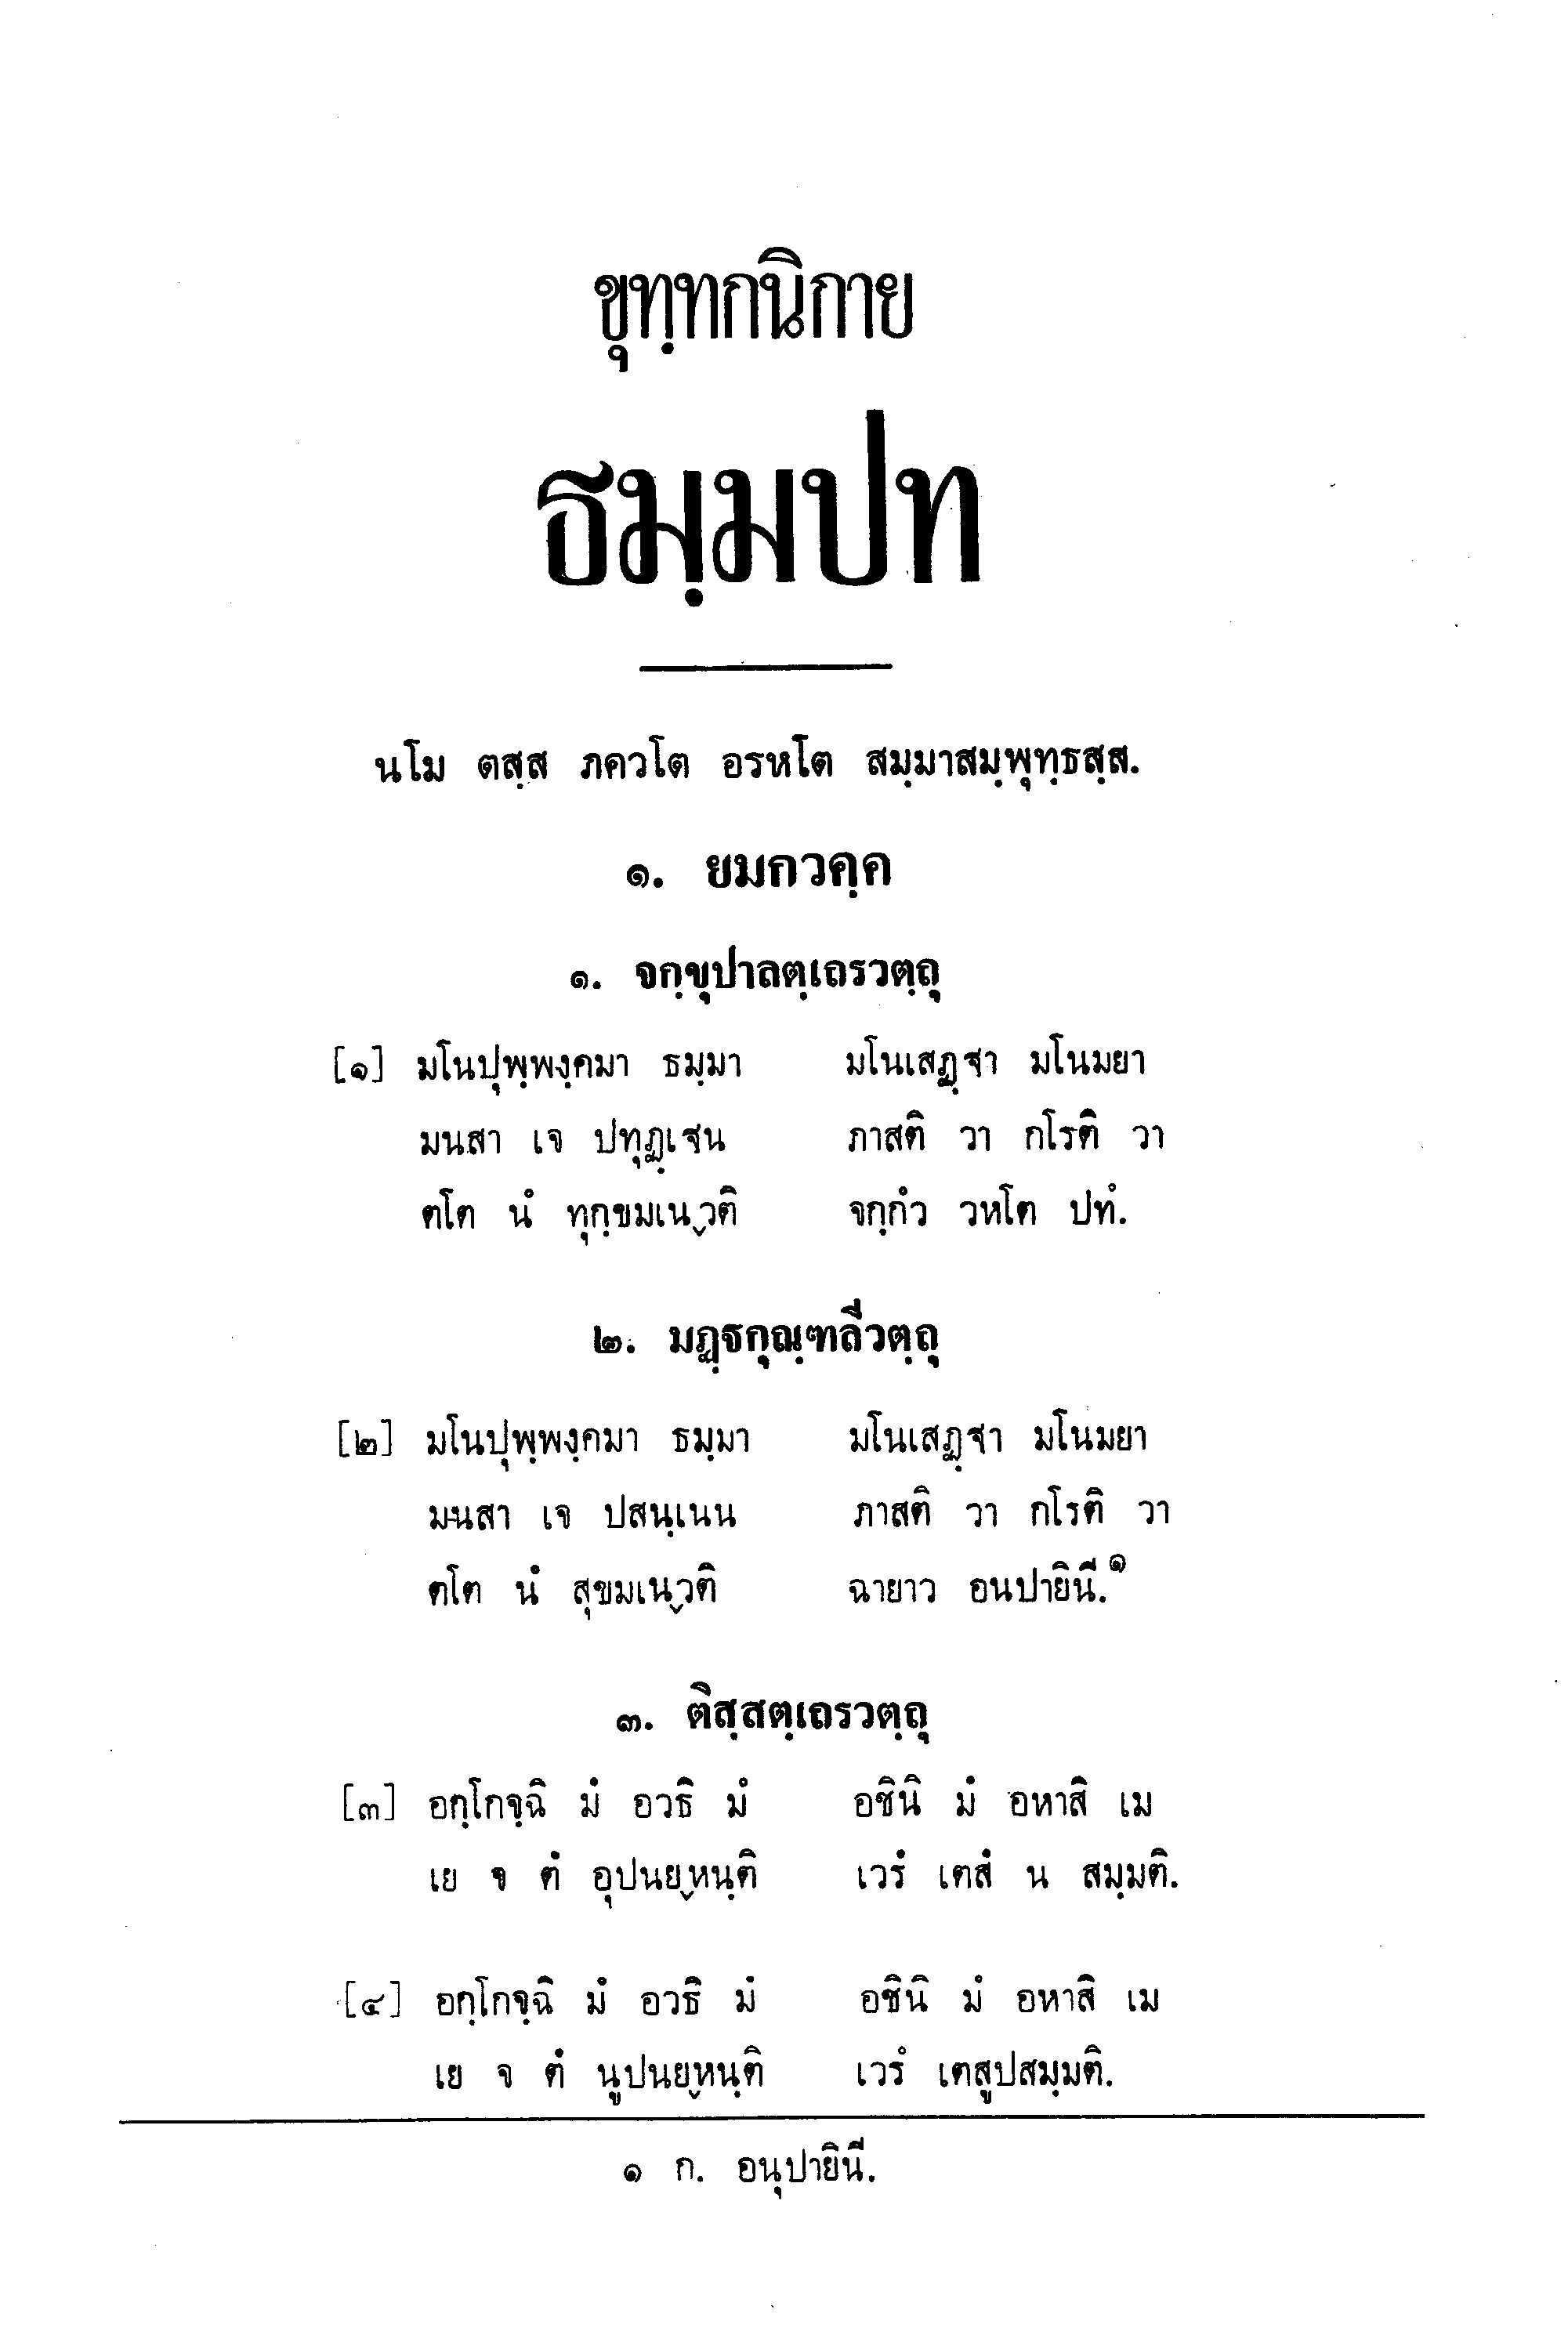 ขุทฺทกนิกาย
ธมฺมปท
นโม ตสฺส ภควโต อรหโต สมฺมาสมฺพุทฺธสฺส.
๑. ยมกวคฺค
๑. จกฺขุปาลตฺเถรวตฺถุ
[๑] มโนปุพฺพงฺคมา ธมฺมา มโนเสฏฺฐา มโนมยา
มนสา เจ ปทุฏฺเฐน ภาสติ วา กโรติ วา
ตโต นํ ทุกฺขมเนฺวติ จกฺกํว วหโต ปทํ.
๒. มฏฺฐกุณฺฑลีวตฺถุ
[๒] มโนปุพฺพงฺคมา ธมฺมา มโนเสฏฺฐา มโนมยา
มนสา เจ ปสนฺเนน ภาสติ วา กโรติ วา
ตโต นํ สุขมเนฺวติ ฉายาว อนปายินี.๑
๓. ติสฺสตฺเถรวตฺถุ
[๓] อกฺโกจฺฉิ มํ อวธิ มํ อชินิ มํ อหาสิ เม
เย จ ตํ อุปนยฺหนฺติ เวรํ เตสํ น สมฺมติ.
[๔] อกฺโกจฺฉิ มํ อวธิ มํ อชินิ มํ อหาสิ เม
เย จ ตํ นูปนยฺหนฺติ เวรํ เตสูปสมฺมติ.
๑ ก. อนุปายินี.